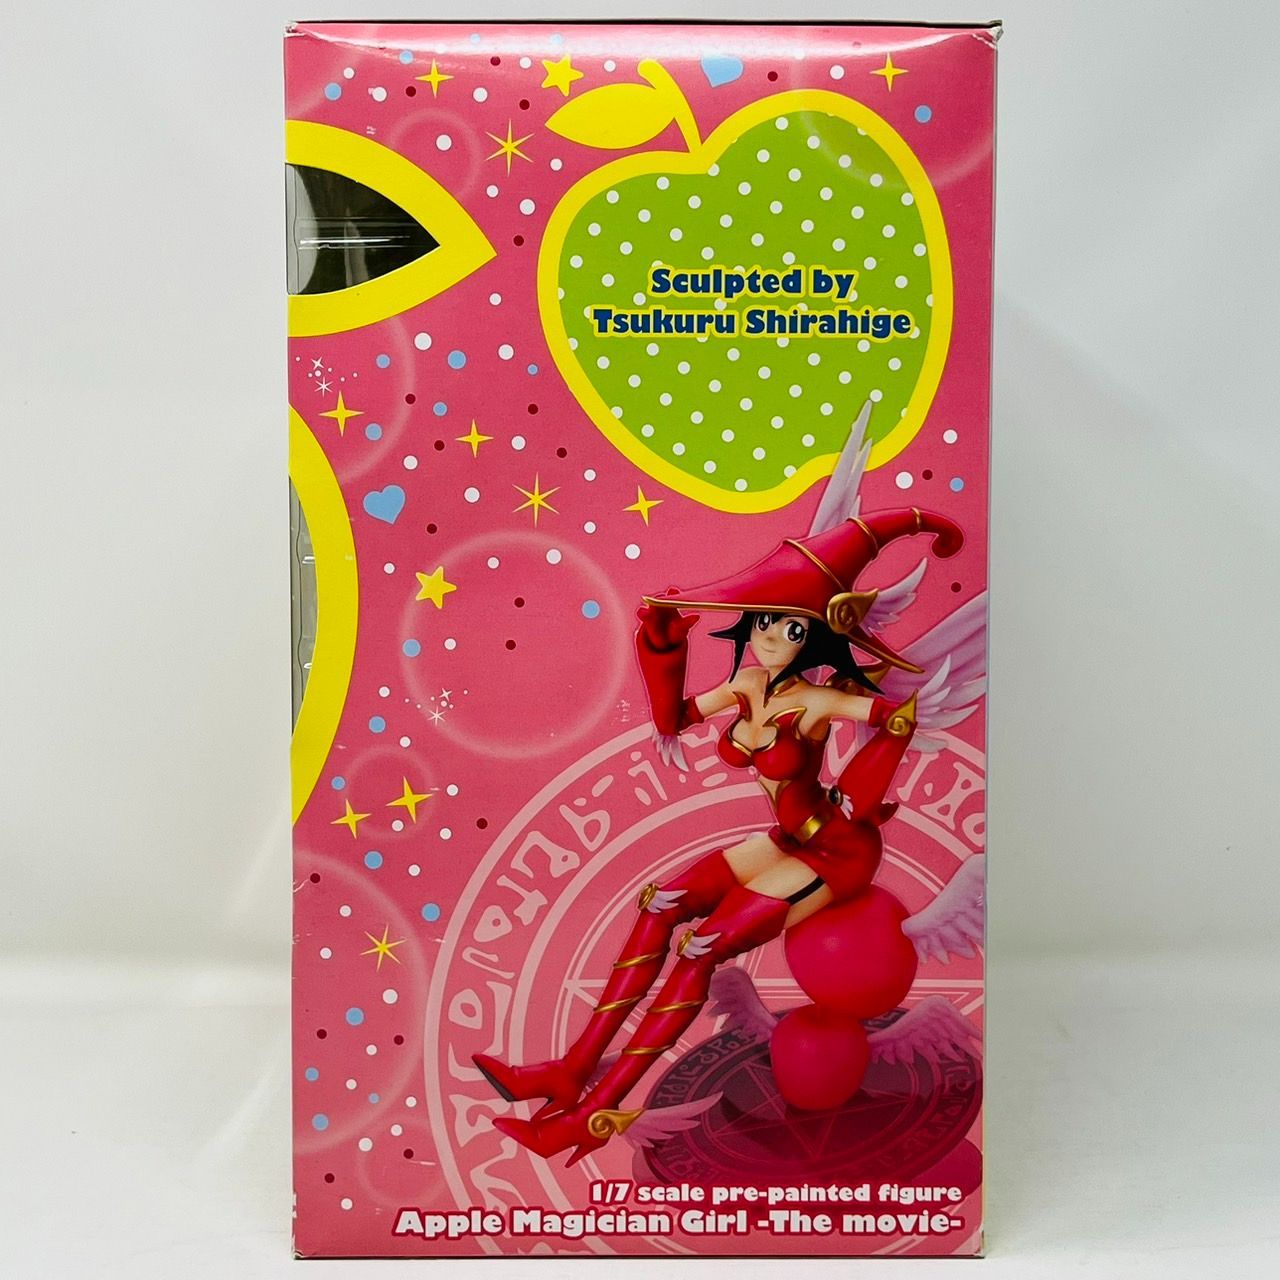 Sculpted by
Tsukuru Shirahige
1/7 scale pre-painted figure
Apple Magician Girl -The movie-